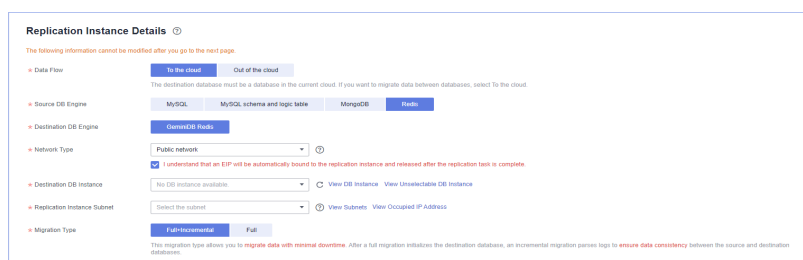 Replication Instance Details ?
The following information cannot be modified after you go to the next page.
* Data Flow To the cloud Out of the cloud
The destination database must be a database in the current cloud. If you want to migrate data between databases, select To the cloud.
* Source DB Engine MySQL MySQL schema and logic table MongoDB Redis
* Destination DB Engine GeminiDB Redis
* Network Type Public network ?
I understand that an EIP will be automatically bound to the replication instance and released after the replication task is complete.
* Destination DB Instance No DB instance available View DB Instance View Unselectable DB Instance
* Replication Instance Subnet Select the subnet ? View Subnets View Occupied IP Address
* Migration Type Full+Incremental Full
This migration type allows you to migrate data with minimal downtime. After a full migration initializes the destination database, an incremental migration parses logs to ensure data consistency between the source and destination
databases.